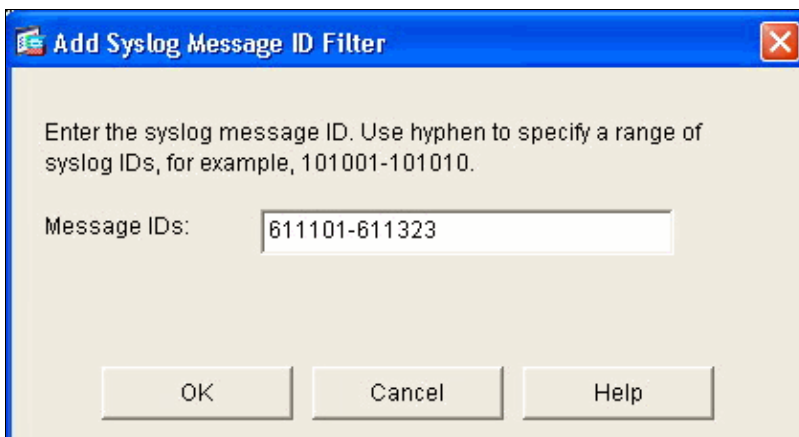 Add Syslog Message ID Filter
Enter the syslog message ID. Use hyphen to specify a range of
syslog IDs, for example, 101001-101010.
Message IDs: 611101-611323
OK Cancel Help